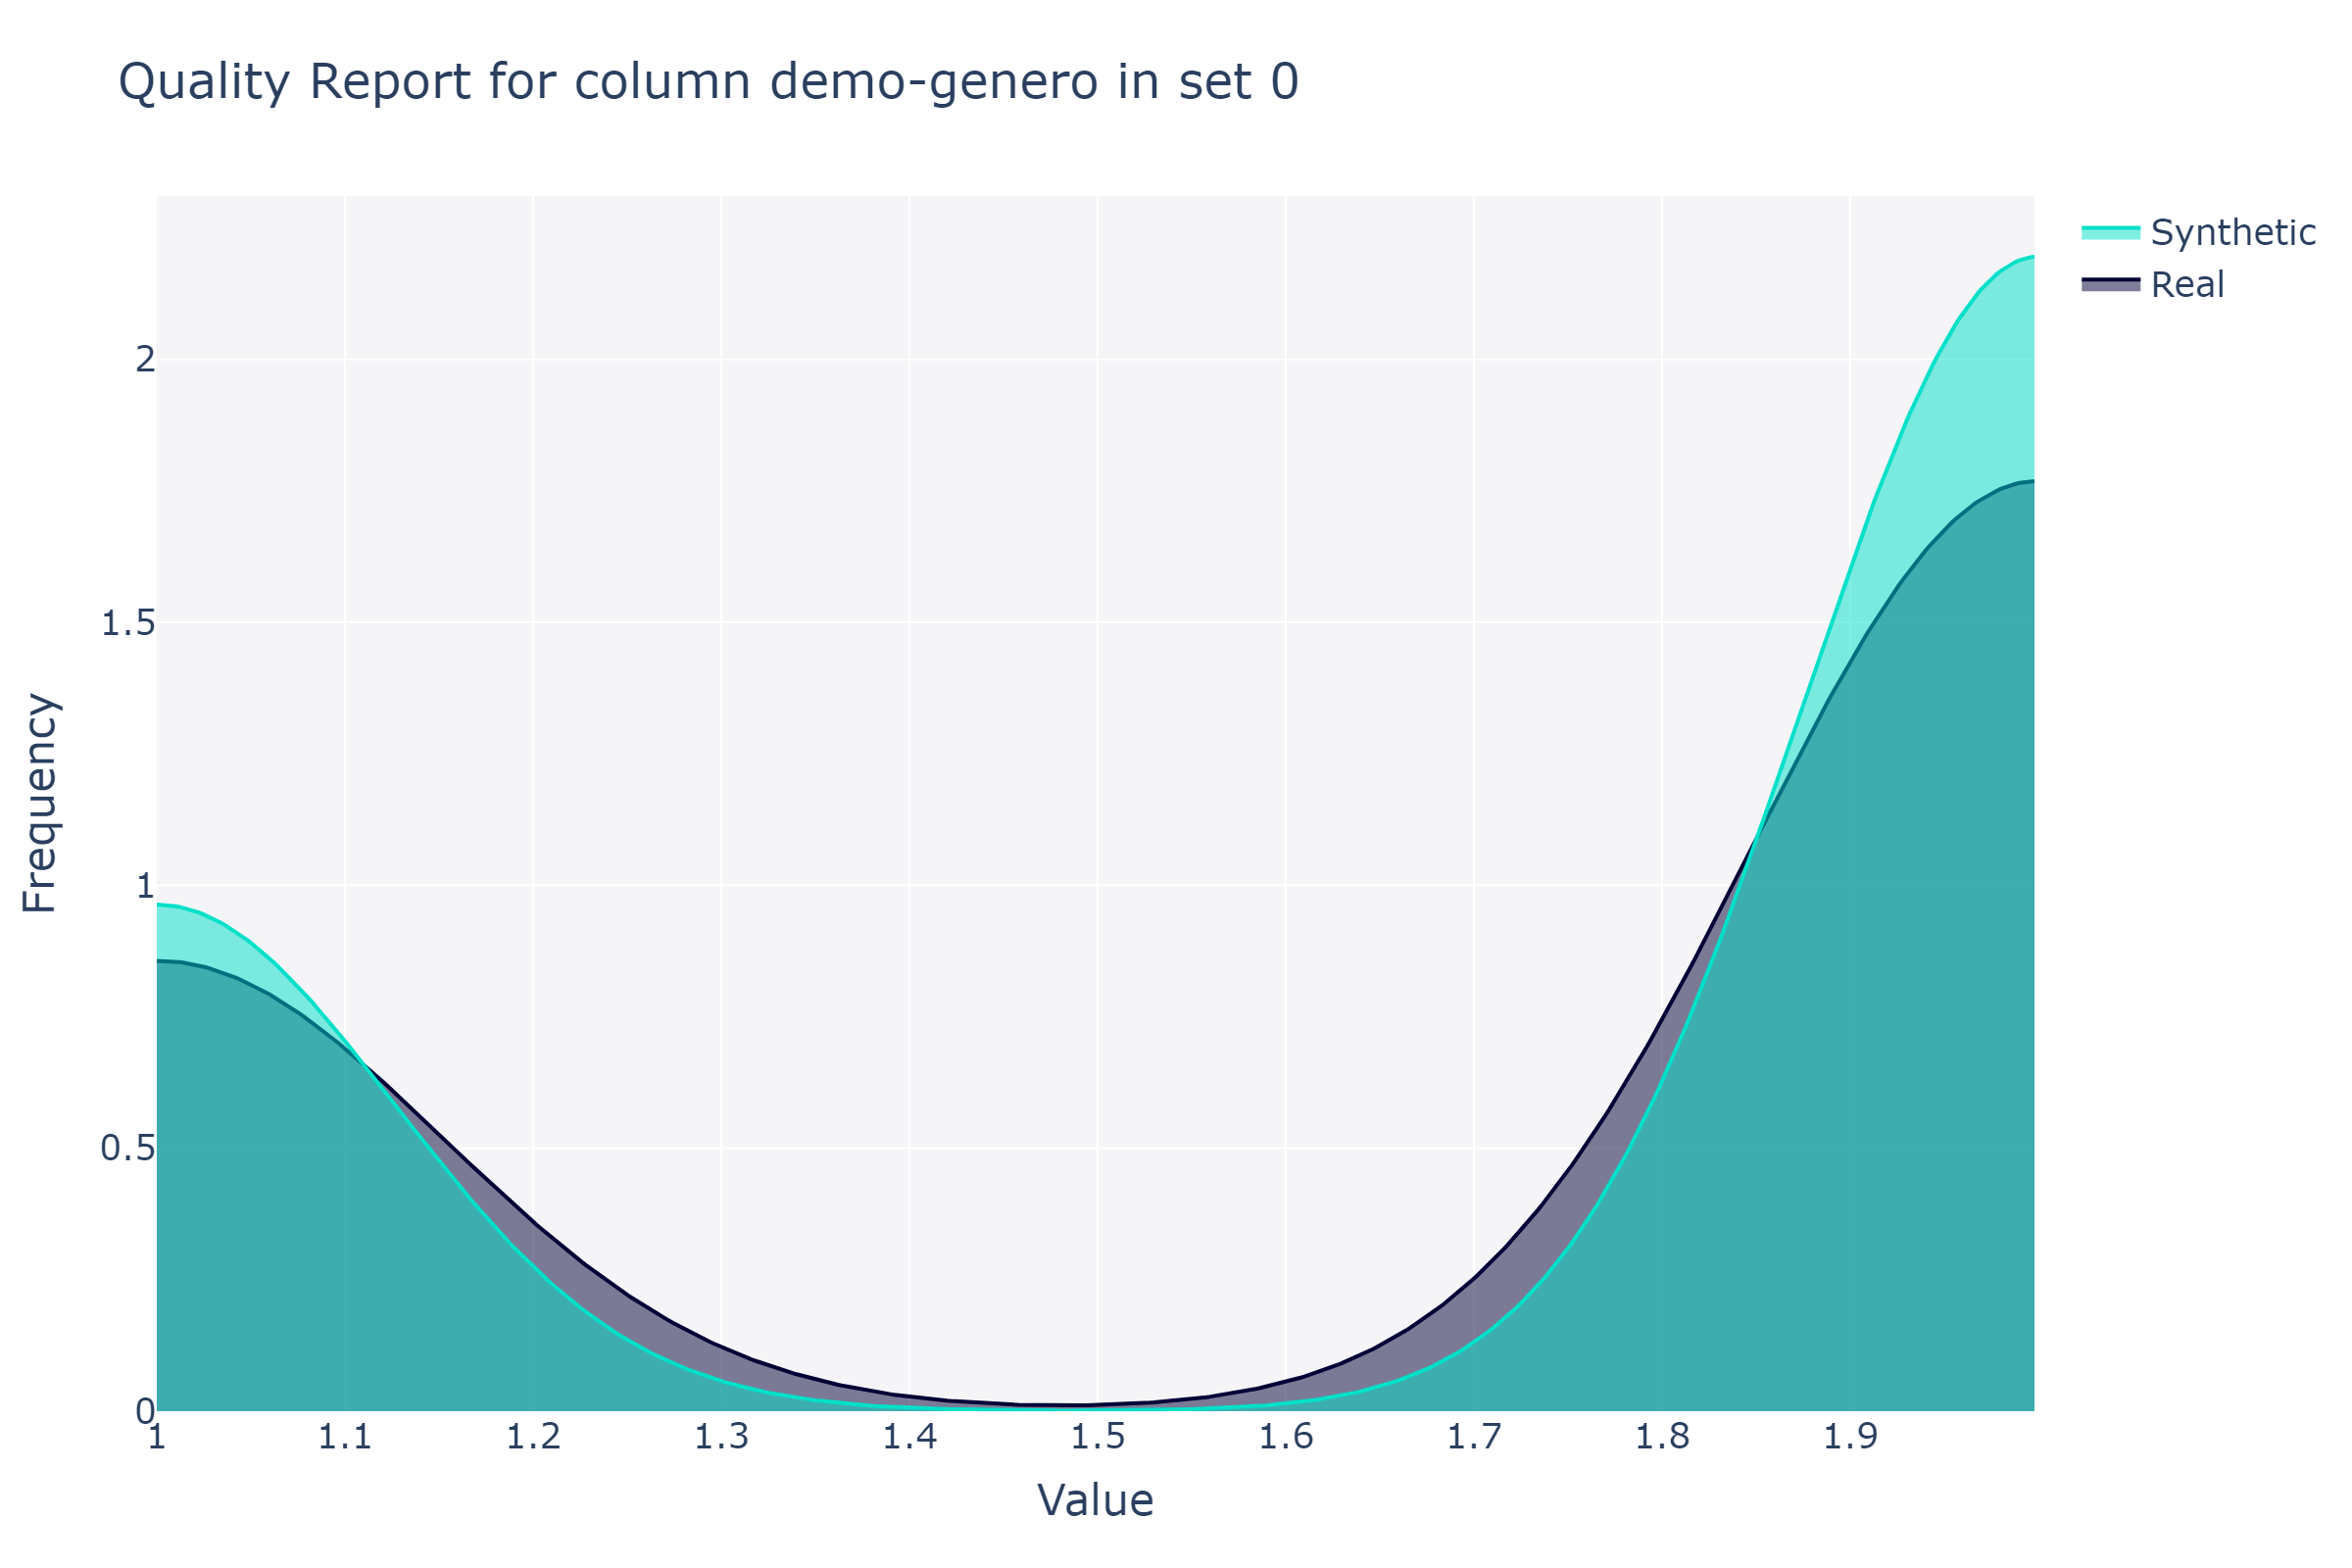 Quality Report for column demo-genero in set 0
Synthetic
Real
Frequency
2
1.5
1
0.5
0
1 1.1 1.2 1.3 1.4 1.5 1.6 1.7 1.8 1.9
Value